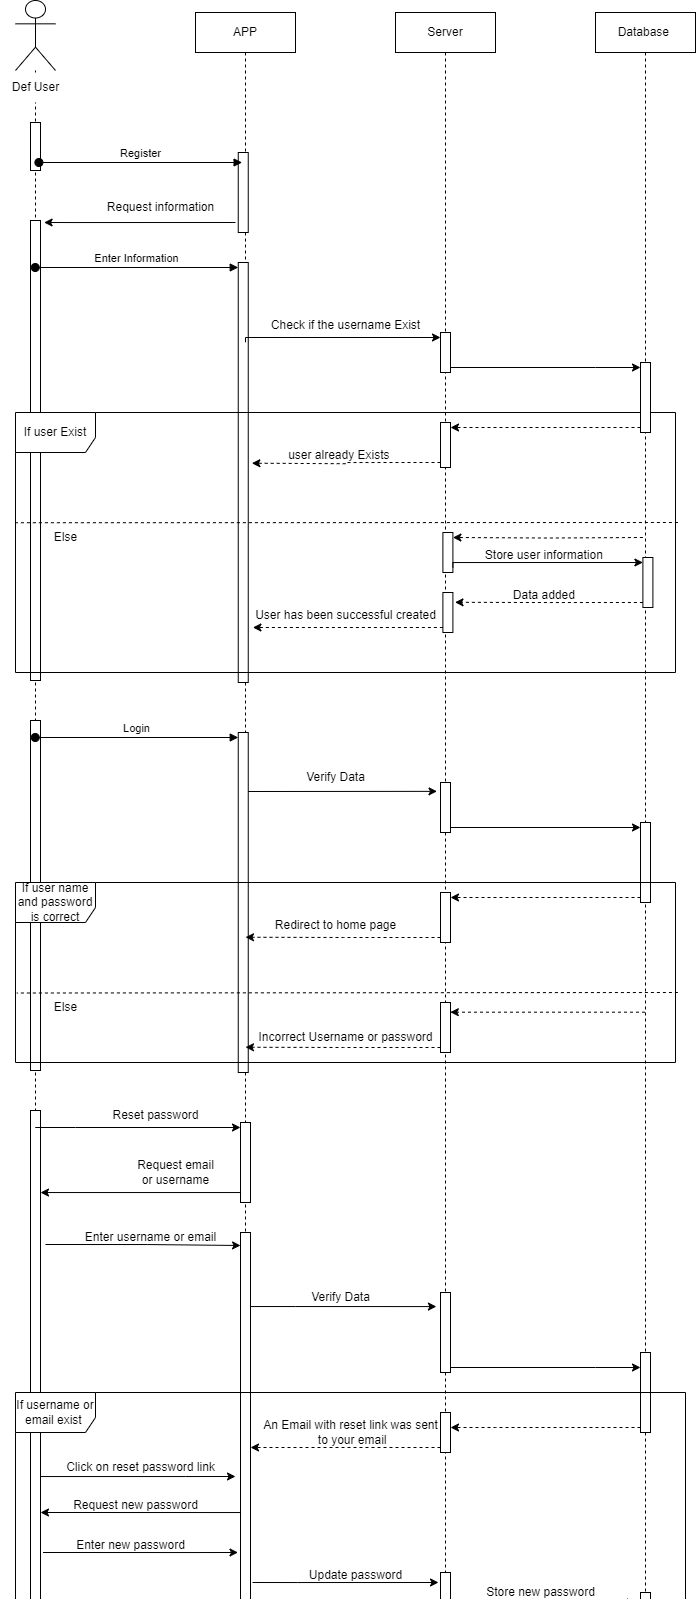 APP
Server
Database
Def User
Register
Request information
Enter Information
Check if the username Exist
If user Exist
user already Exists
Else
Store user information
Data added
User has been successful created
Login
Verify Data
If user name
and password
is correct
Redirect to home page
Else
Incorrect Username or password
Reset password
Request email
or username
Enter username or email
Verify Data
If username or
email exist
An Email with reset link was sent
to your email
Click on reset password link
Request new password
Enter new password
Update password
Store new password